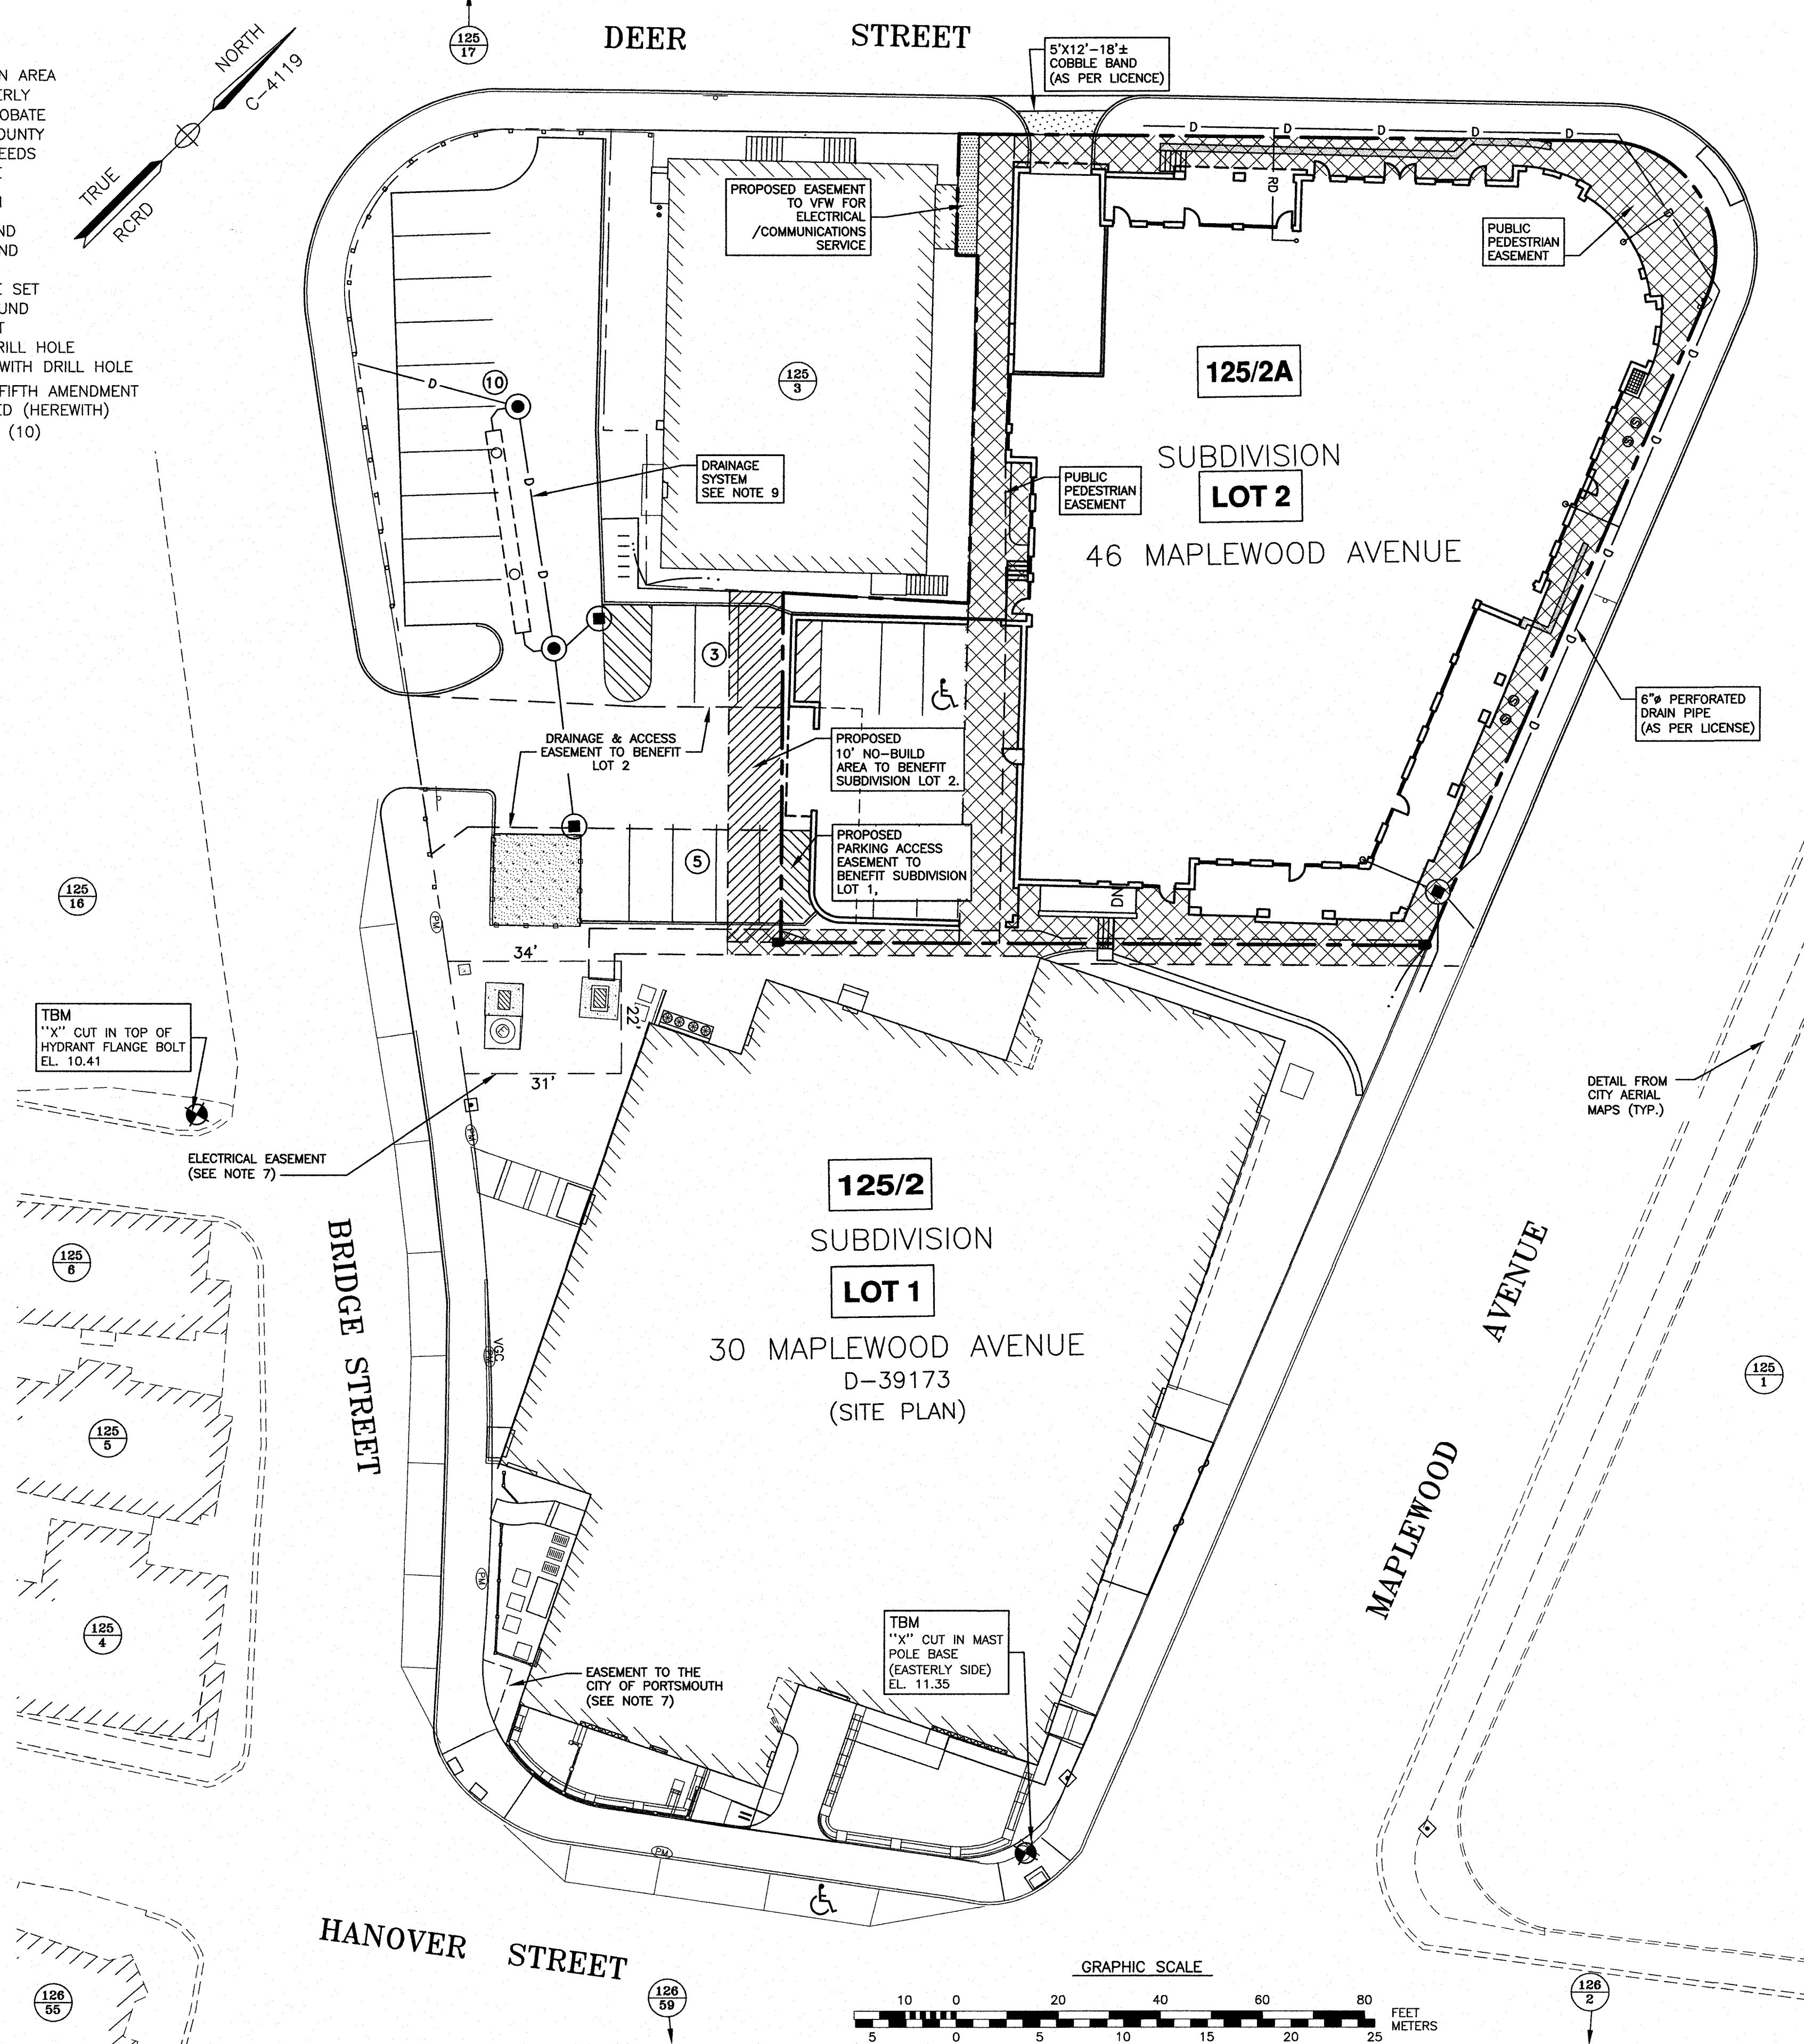 DEER STREET
125
17
NORTH
C-4119
TRUE
RCRD
N AREA
ERLY
OBATE
OUNTY
EEDS
ND
ND
E SET
UND
T
RILL HOLE
WITH DRILL HOLE
FIFTH AMENDMENT
ED (HEREWITH)
(10)
5'X12'-18'±
COBBLE BAND
(AS PER LICENCE)
D
D
D
D
D
RD
D
PROPOSED EASEMENT
TO VFW FOR
ELECTRICAL
/COMMUNICATIONS
SERVICE
PUBLIC
PEDESTRIAN
EASEMENT
125
3
125/2A
SUBDIVISION
LOT 2
46 MAPLEWOOD AVENUE
D
10
D
D
DRAINAGE
SYSTEM
SEE NOTE 9
PUBLIC
PEDESTRIAN
EASEMENT
D
S
S
D
D
D
S
S
D
6"ø PERFORATED
DRAIN PIPE
(AS PER LICENSE)
3
DRAINAGE & ACCESS
EASEMENT TO BENEFIT
LOT 2
PROPOSED
10' NO-BUILD
AREA TO BENEFIT
SUBDIVISION LOT 2.
5
PROPOSED
PARKING ACCESS
EASEMENT TO
BENEFIT SUBDIVISION
LOT 1,
DN
125
16
PM
34'
22'
31'
TBM
"X" CUT IN TOP OF
HYDRANT FLANGE BOLT
EL. 10.41
ELECTRICAL EASEMENT
(SEE NOTE 7)
PM
DETAIL FROM
CITY AERIAL
MAPS (TYP.)
125/2
SUBDIVISION
LOT 1
30 MAPLEWOOD AVENUE
D-39173
(SITE PLAN)
125
6
125
5
125
4
BRIDGE STREET
VGC
PM
MAPLEWOOD AVENUE
125
1
EASEMENT TO THE
CITY OF PORTSMOUTH
(SEE NOTE 7)
TBM
"X" CUT IN MAST
POLE BASE
(EASTERLY SIDE)
EL. 11.35
PM
HANOVER STREET
126
55
126
59
126
2
GRAPHIC SCALE
10 0 20 40 60 80
FEET
METERS
5 0 5 10 15 20 25